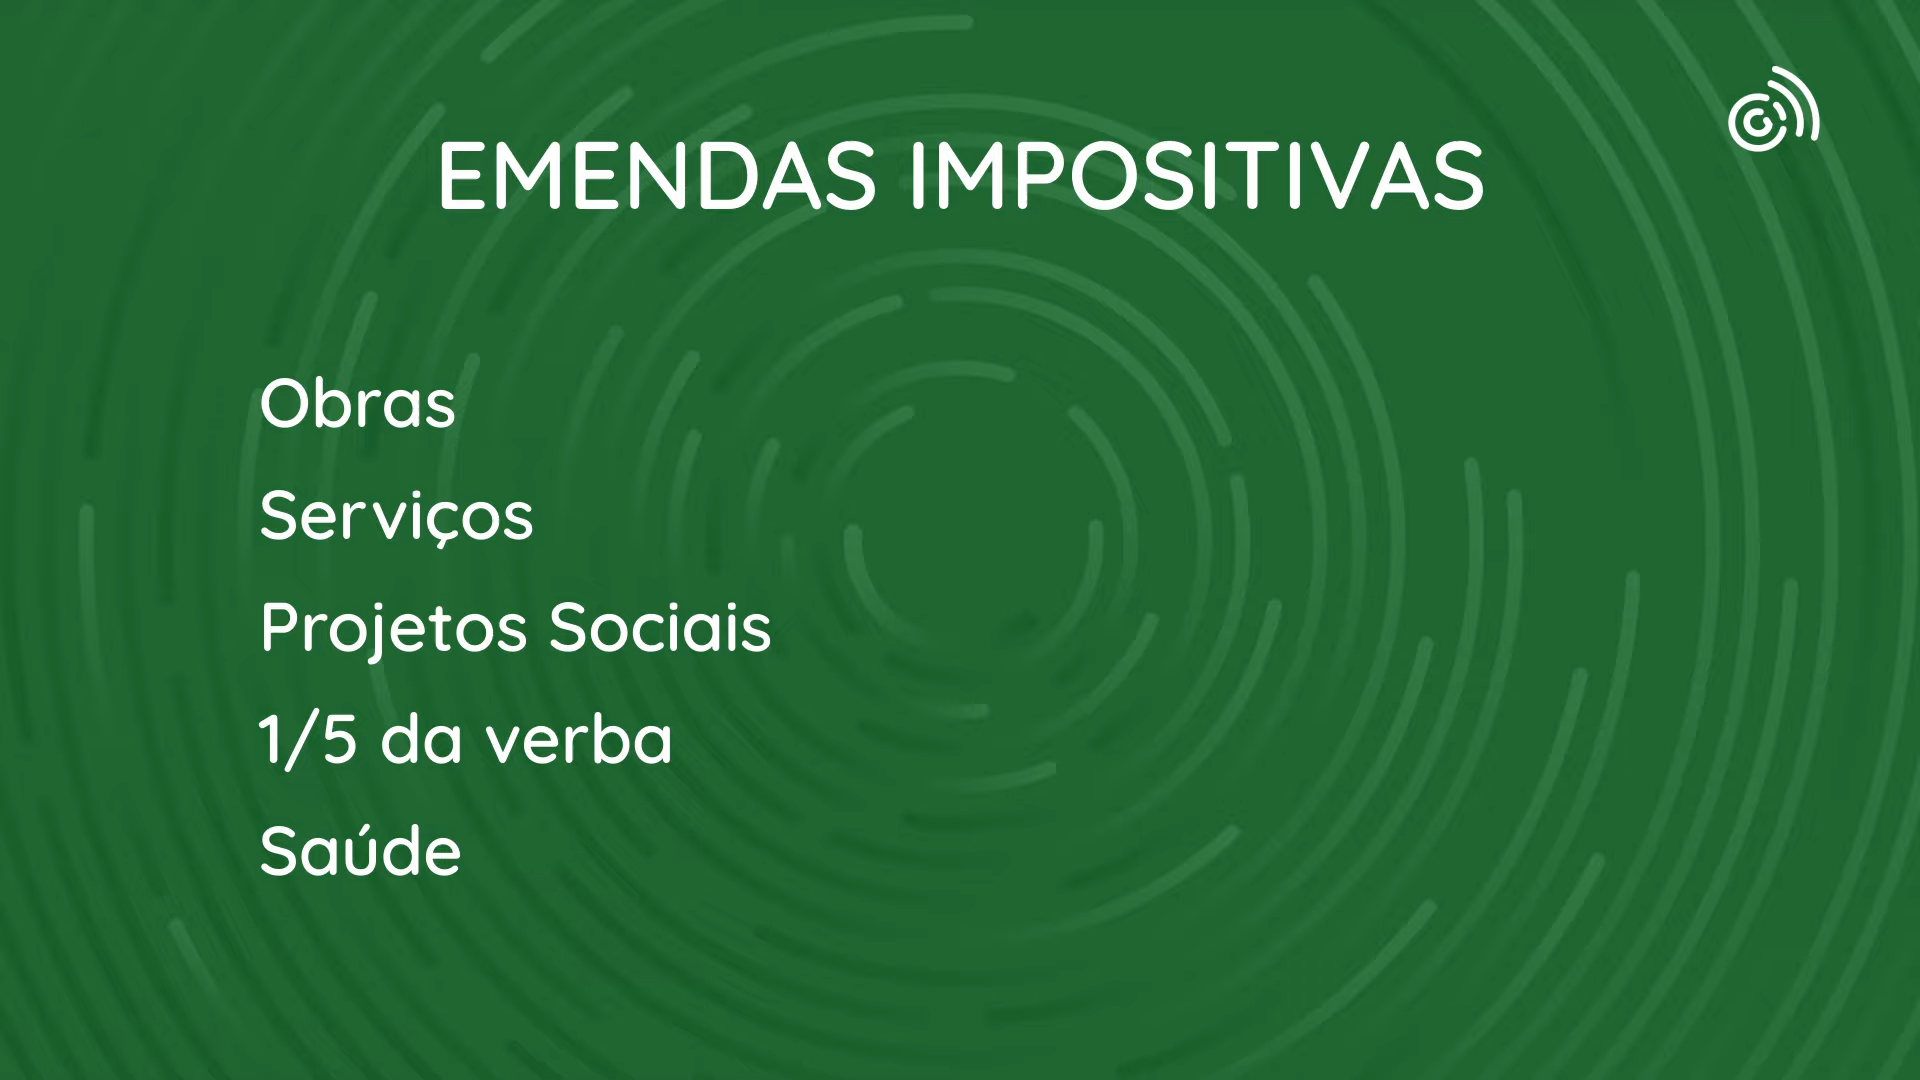 EMENDAS IMPOSITIVAS
Obras
Serviços
Projetos Sociais
1/5 da verba
Saúde